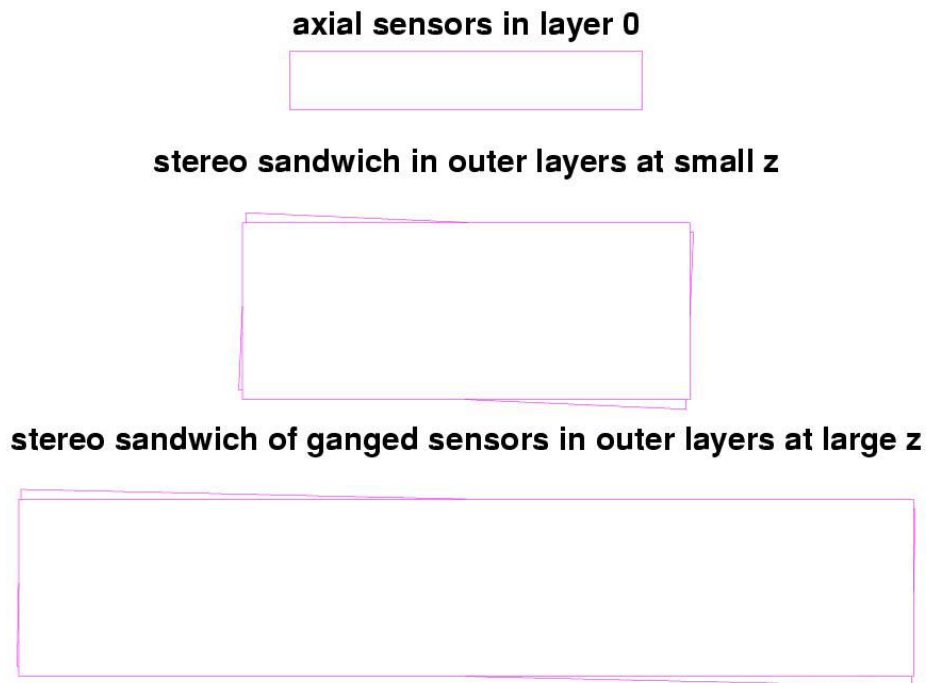 axial sensors in layer 0
stereo sandwich in outer layers at small z
stereo sandwich of ganged sensors in outer layers at large z